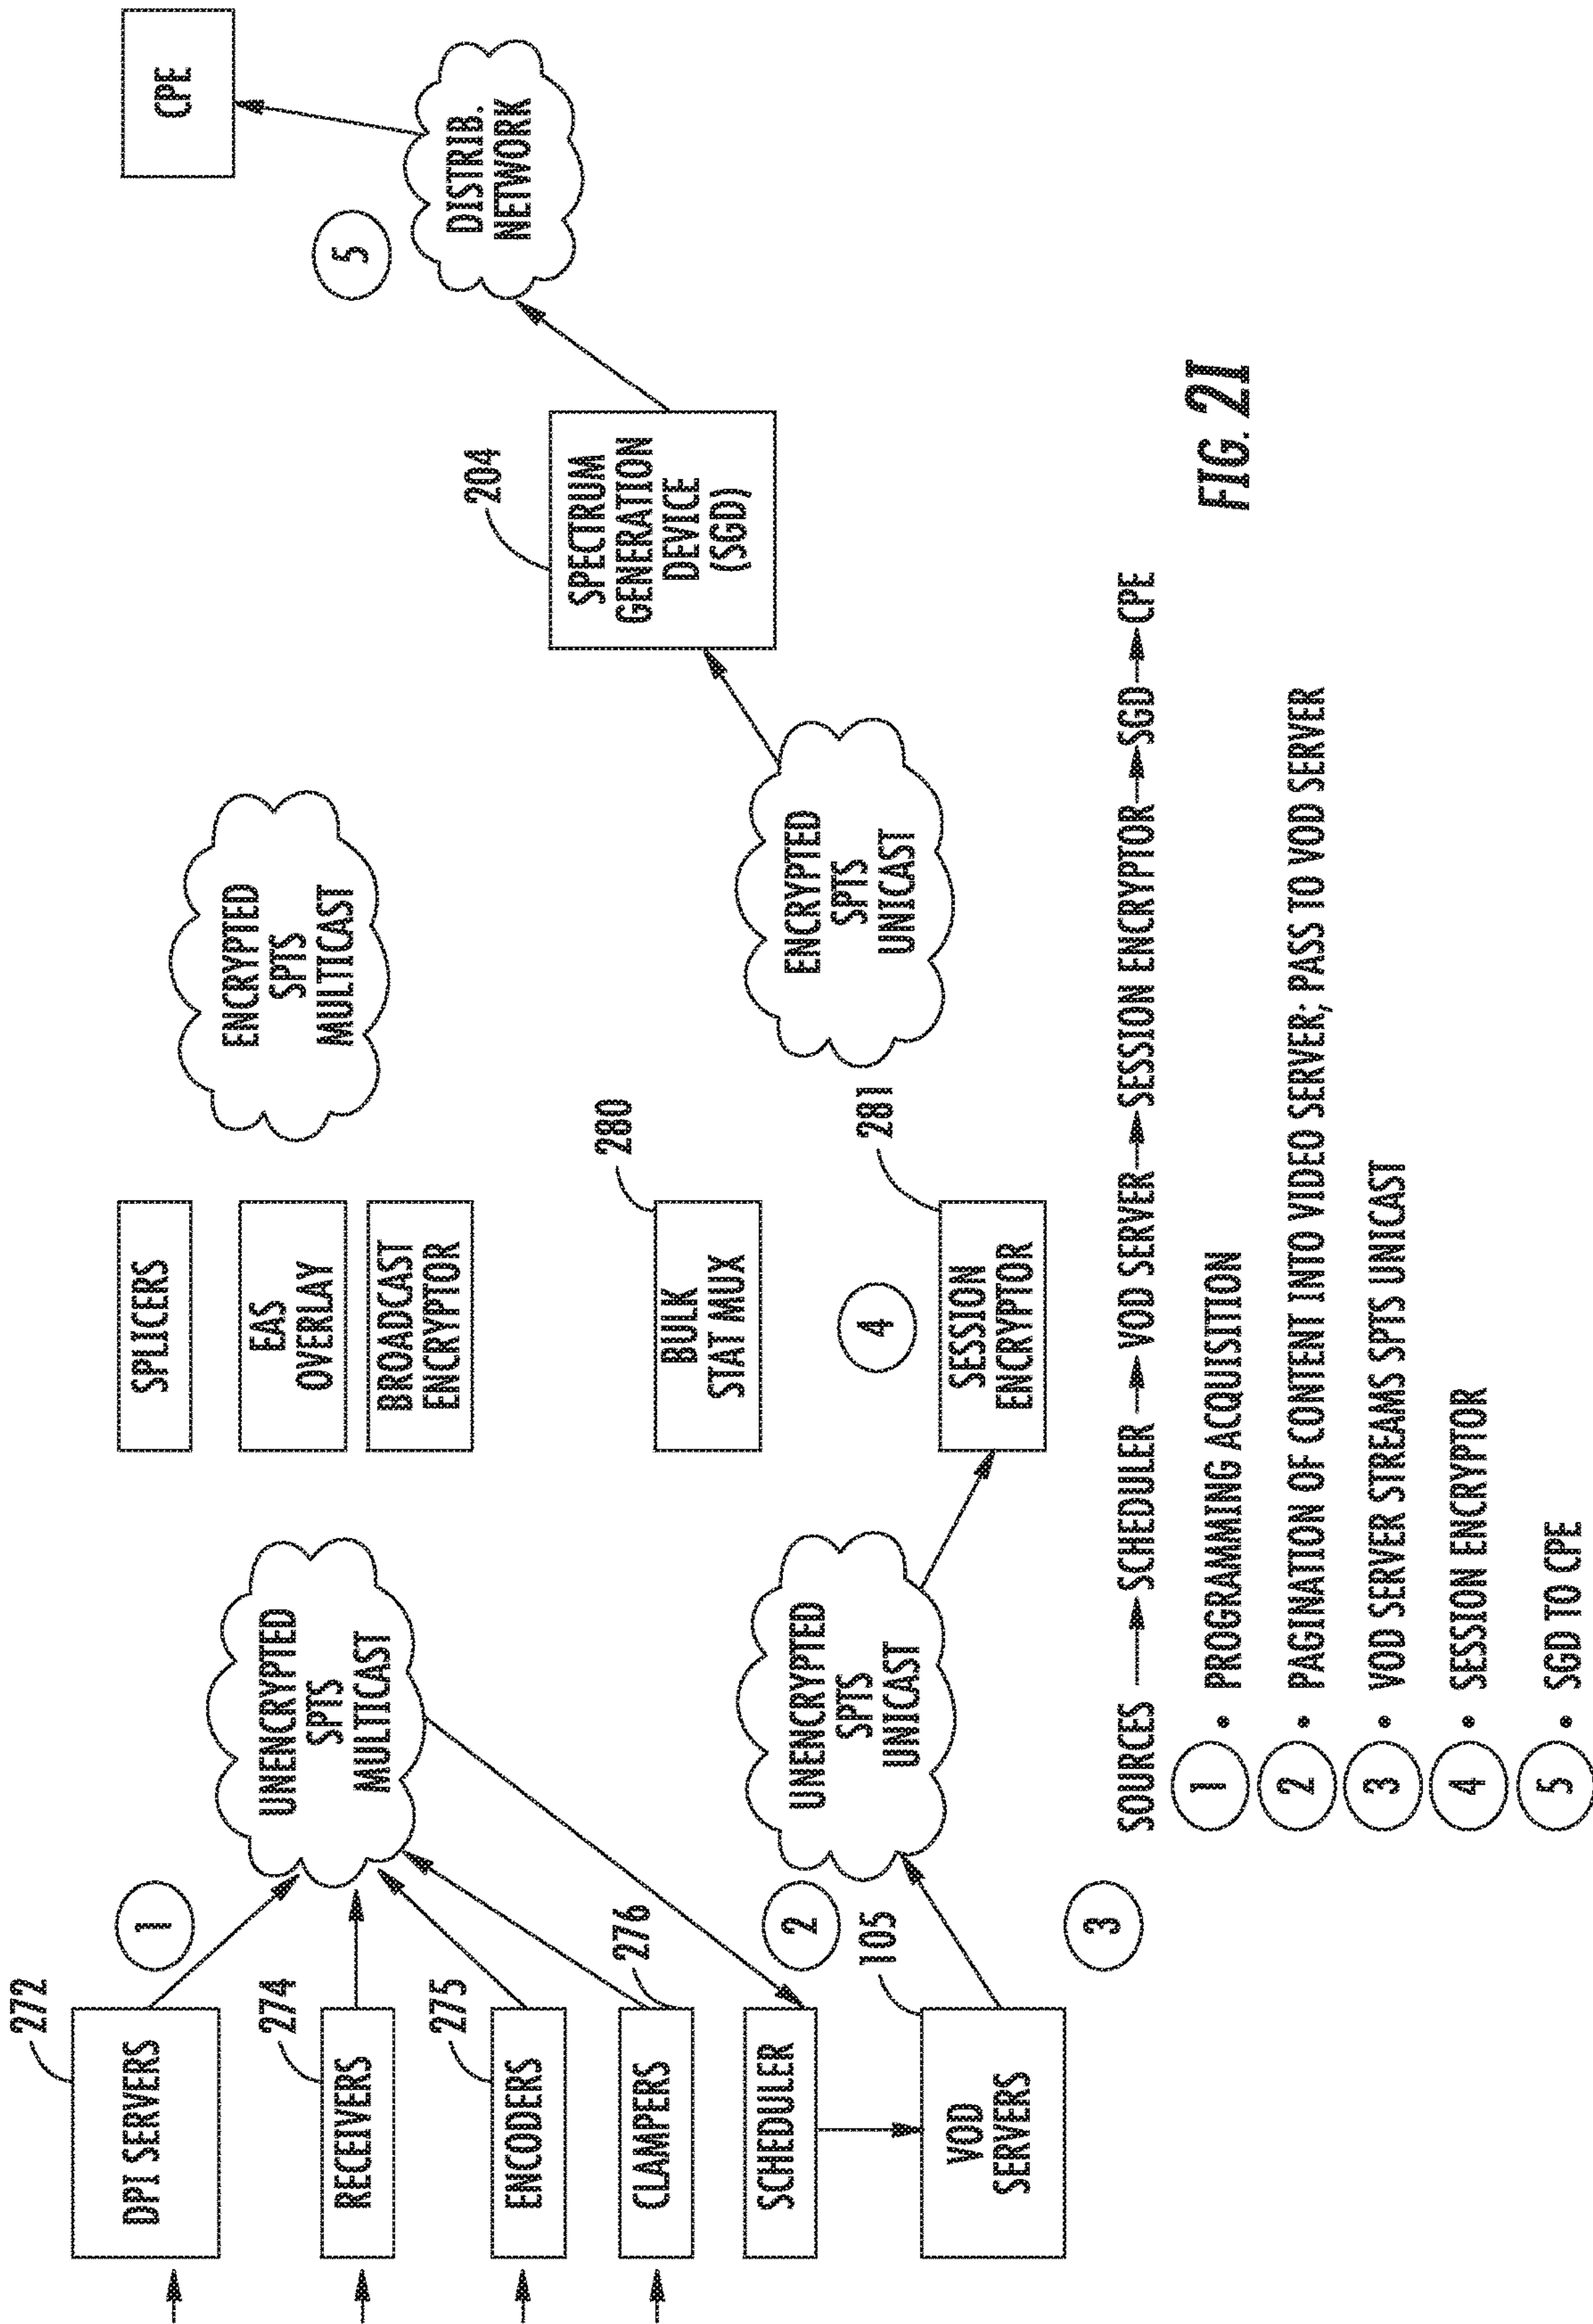 272
DPI SERVERS
1
274
RECEIVERS
275
ENCODERS
276
CLAMPERS
SCHEDULER
2
105
VOD
SERVERS
3
UNENCRYPTED
SPTS
MULTICAST
UNENCRYPTED
SPTS
UNICAST
SPLICERS
EAS
OVERLAY
BROADCAST
ENCRYPTOR
280
BULK
STAT MUX
4
281
SESSION
ENCRYPTOR
ENCRYPTED
SPTS
MULTICAST
ENCRYPTED
SPTS
UNICAST
204
SPECTRUM
GENERATION
DEVICE
(SGD)
5
DISTRIB.
NETWORK
CPE
SOURCES SCHEDULER VOD SERVER SESSION ENCRYPTOR SGD CPE
1 • PROGRAMMING ACQUISITION
2 • PAGINATION OF CONTENT INTO VIDEO SERVER; PASS TO VOD SERVER
3 • VOD SERVER STREAMS SPTS UNICAST
4 • SESSION ENCRYPTOR
5 • SGD TO CPE
FIG. 2I